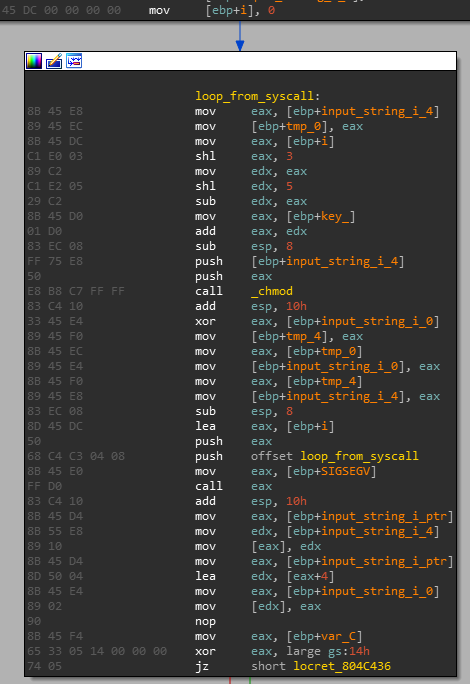 45 DC 00 00 00 00 mov [ebp+i], 0
loop_from_syscall:
8B 45 E8 mov eax, [ebp+input_string_i_4]
89 45 EC mov [ebp+tmp_0], eax
8B 45 DC mov eax, [ebp+i]
C1 E0 03 shl eax, 3
89 C2 mov edx, eax
C1 E2 05 shl edx, 5
29 C2 sub edx, eax
8B 45 D0 mov eax, [ebp+key_]
01 D0 add eax, edx
83 EC 08 sub esp, 8
FF 75 E8 push [ebp+input_string_i_4]
50 push eax
E8 B8 C7 FF FF call _chmod
83 C4 10 add esp, 10h
33 45 E4 xor eax, [ebp+input_string_i_0]
89 45 F0 mov [ebp+tmp_4], eax
8B 45 EC mov eax, [ebp+tmp_0]
89 45 E4 mov [ebp+input_string_i_0], eax
8B 45 F0 mov eax, [ebp+tmp_4]
89 45 E8 mov [ebp+input_string_i_4], eax
83 EC 08 sub esp, 8
8D 45 DC lea eax, [ebp+i]
50 push eax
68 C4 C3 04 08 push offset loop_from_syscall
8B 45 E0 mov eax, [ebp+SIGSEGV]
FF D0 call eax
83 C4 10 add esp, 10h
8B 45 D4 mov eax, [ebp+input_string_i_ptr]
8B 55 E8 mov edx, [ebp+input_string_i_4]
89 10 mov [eax], edx
8B 45 D4 mov eax, [ebp+input_string_i_ptr]
8D 50 04 lea edx, [eax+4]
8B 45 E4 mov eax, [ebp+input_string_i_0]
89 02 mov [edx], eax
90 nop
8B 45 F4 mov eax, [ebp+var_C]
65 33 05 14 00 00 00 xor eax, large gs:14h
74 05 jz short locret_804C436